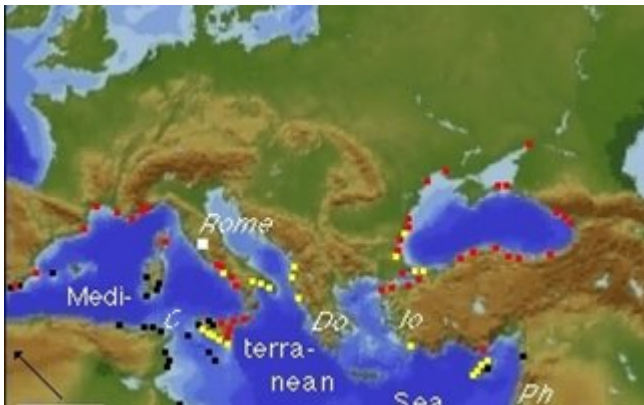 Rome
Medi-
C
Do
Io
terra-
nean
Sea
Ph